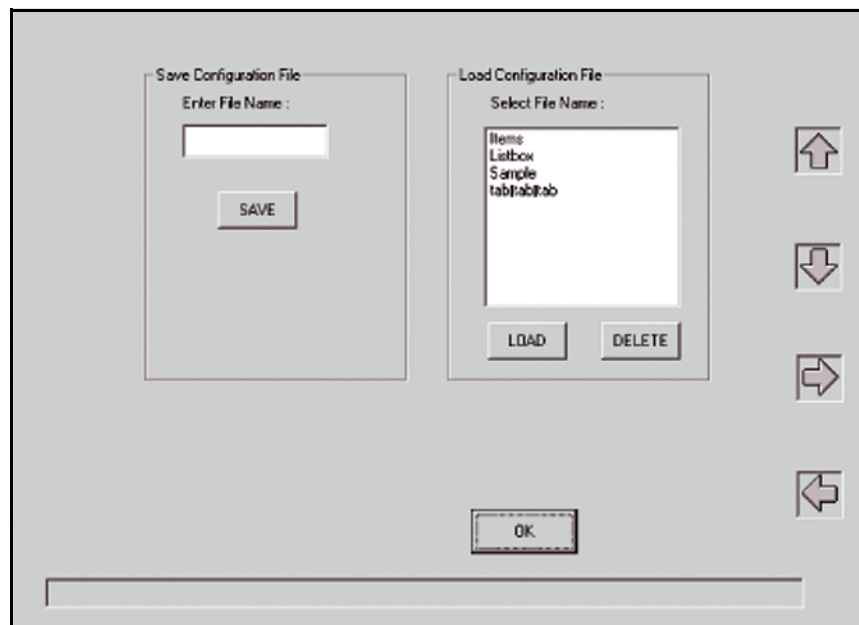 Save Configuration File
Enter File Name :
SAVE
Load Configuration File
Select File Name :
Items
Listbox
Sample
tab|tab|tab
LOAD
DELETE
OK